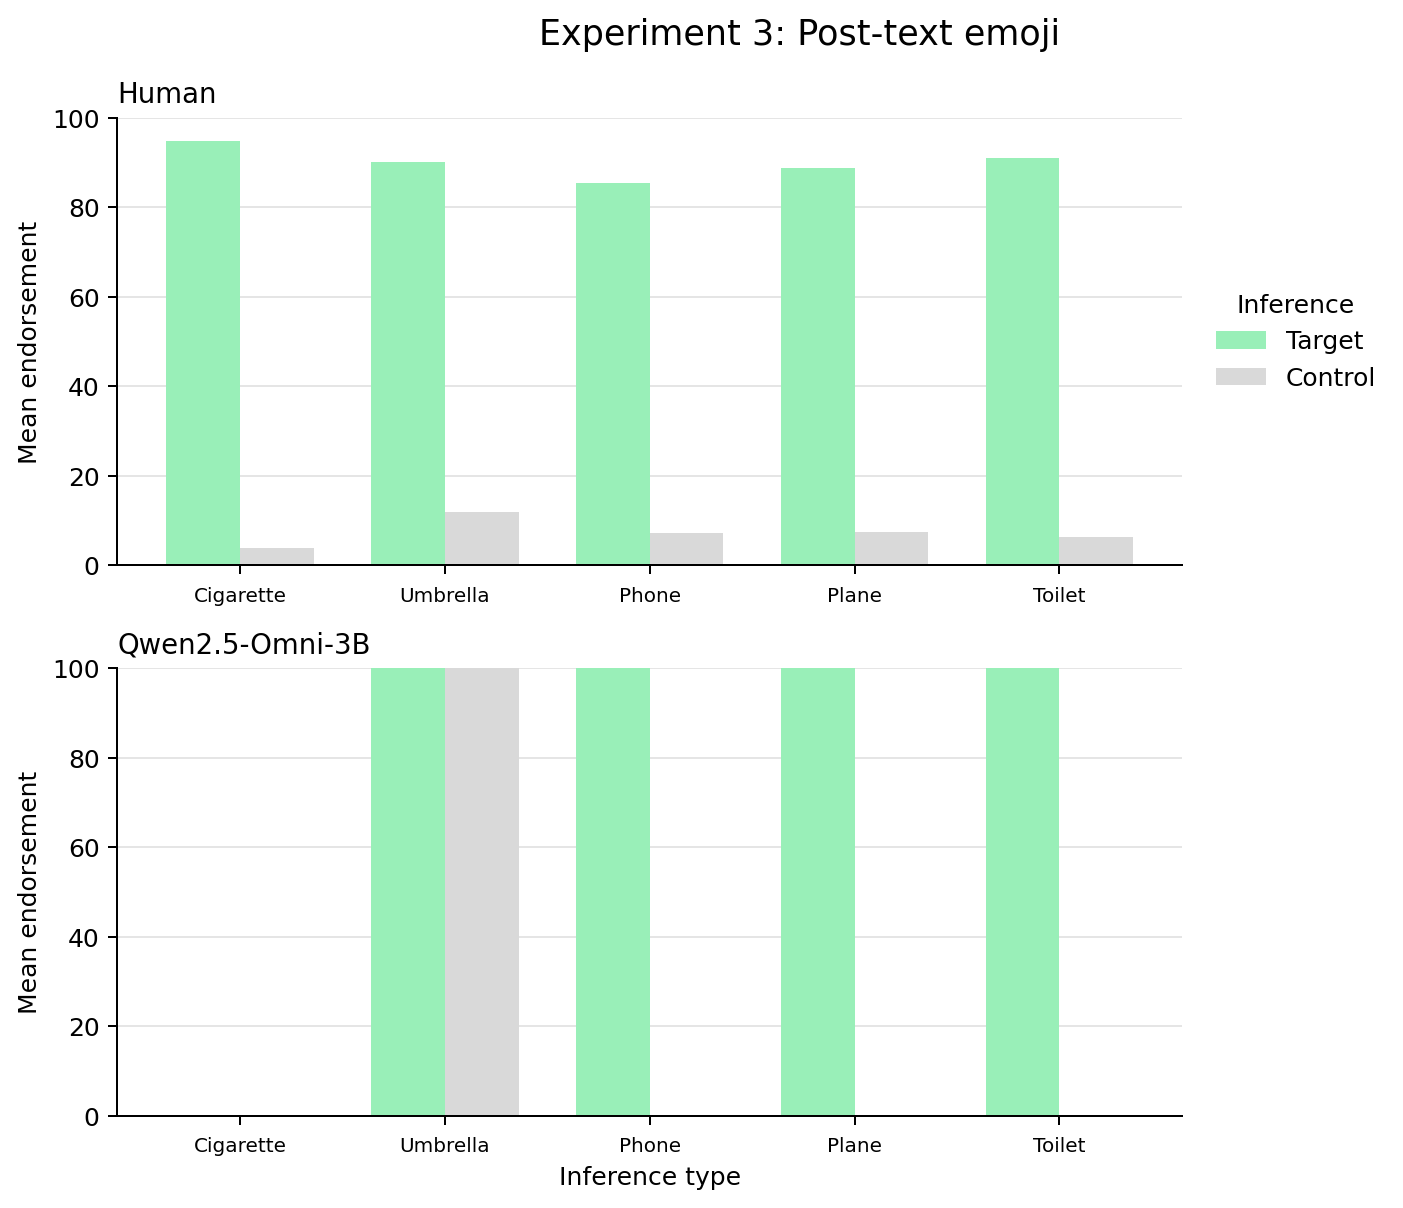 Experiment 3: Post-text emoji
Human
Mean endorsement
100
80
60
40
20
0
Cigarette Umbrella Phone Plane Toilet
Inference
Target
Control
Qwen2.5-Omni-3B
Mean endorsement
100
80
60
40
20
0
Cigarette Umbrella Phone Plane Toilet
Inference type